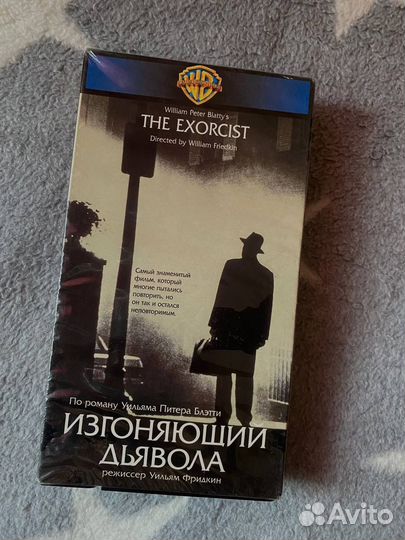 WB
William Peter Blatty's
THE EXORCIST
Directed by William Friedkin
Самый знаменитый
фильм, который
многие пытались
повторить, но
он так и остался
неповторимым.
По роману Уильяма Питера Блэтти
ИЗГОНЯЮЩИЙ
ДЬЯВОЛА
режиссер Уильям Фридкин
Avito